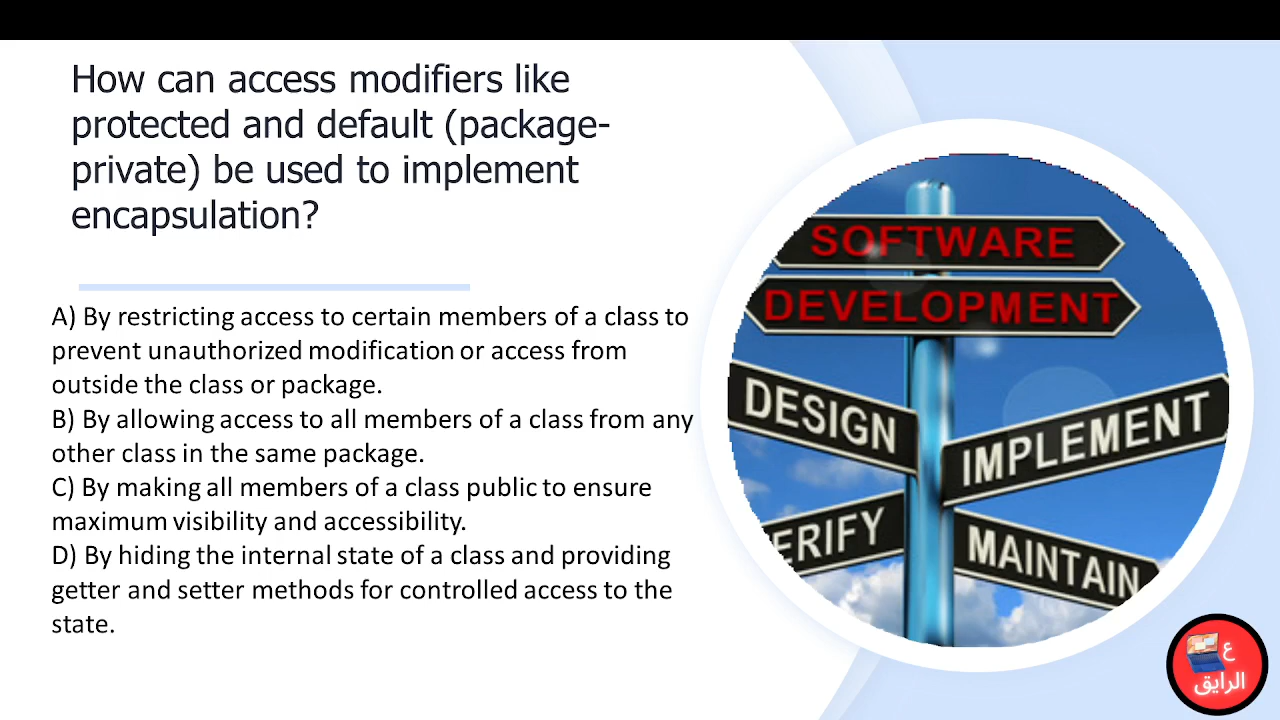 How can access modifiers like
protected and default (package-
private) be used to implement
encapsulation?
A) By restricting access to certain members of a class to
prevent unauthorized modification or access from
outside the class or package.
B) By allowing access to all members of a class from any
other class in the same package.
C) By making all members of a class public to ensure
maximum visibility and accessibility.
D) By hiding the internal state of a class and providing
getter and setter methods for controlled access to the
state.
SOFTWARE
DEVELOPMENT
DESIGN
IMPLEMENT
ERIFY
MAINTAIN
ع
الرايق